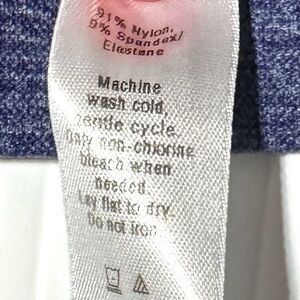 91% Nylon,
9% Spandex/
Elastane
Machine
wash cold,
gentle cycle.
Only non-chlorine
bleach when
needed.
Lay flat to dry.
Do not iron